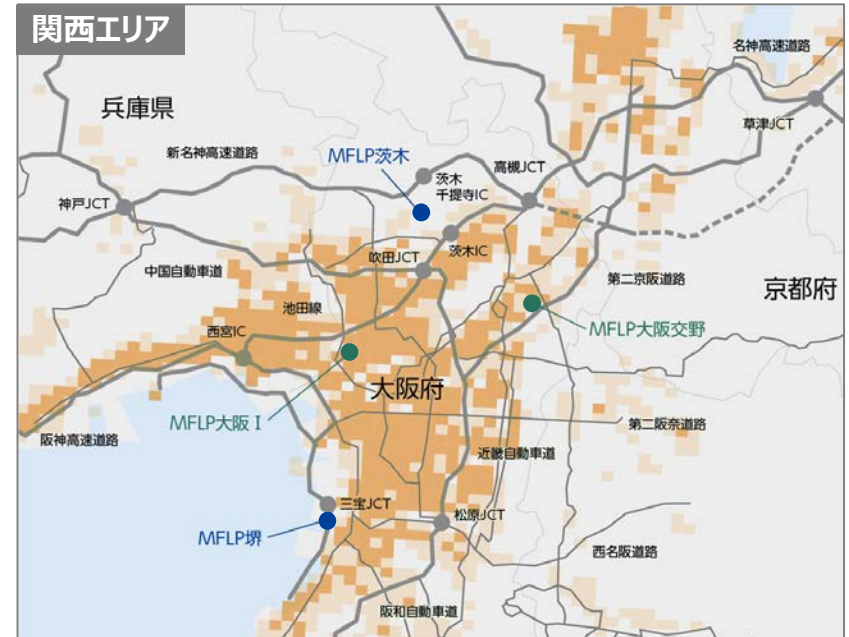 関西エリア
名神高速道路
兵庫県
草津JCT
新名神高速道路
MFLP茨木
高槻JCT
茨木
千提寺IC
神戸JCT
茨木IC
吹田JCT
中国自動車道
第二京阪道路
京都府
池田線
西宮IC
MFLP大阪交野
大阪府
MFLP大阪Ⅰ
第二阪奈道路
阪神高速道路
近畿自動車道
三宝JCT
松原JCT
MFLP堺
西名阪道路
阪和自動車道